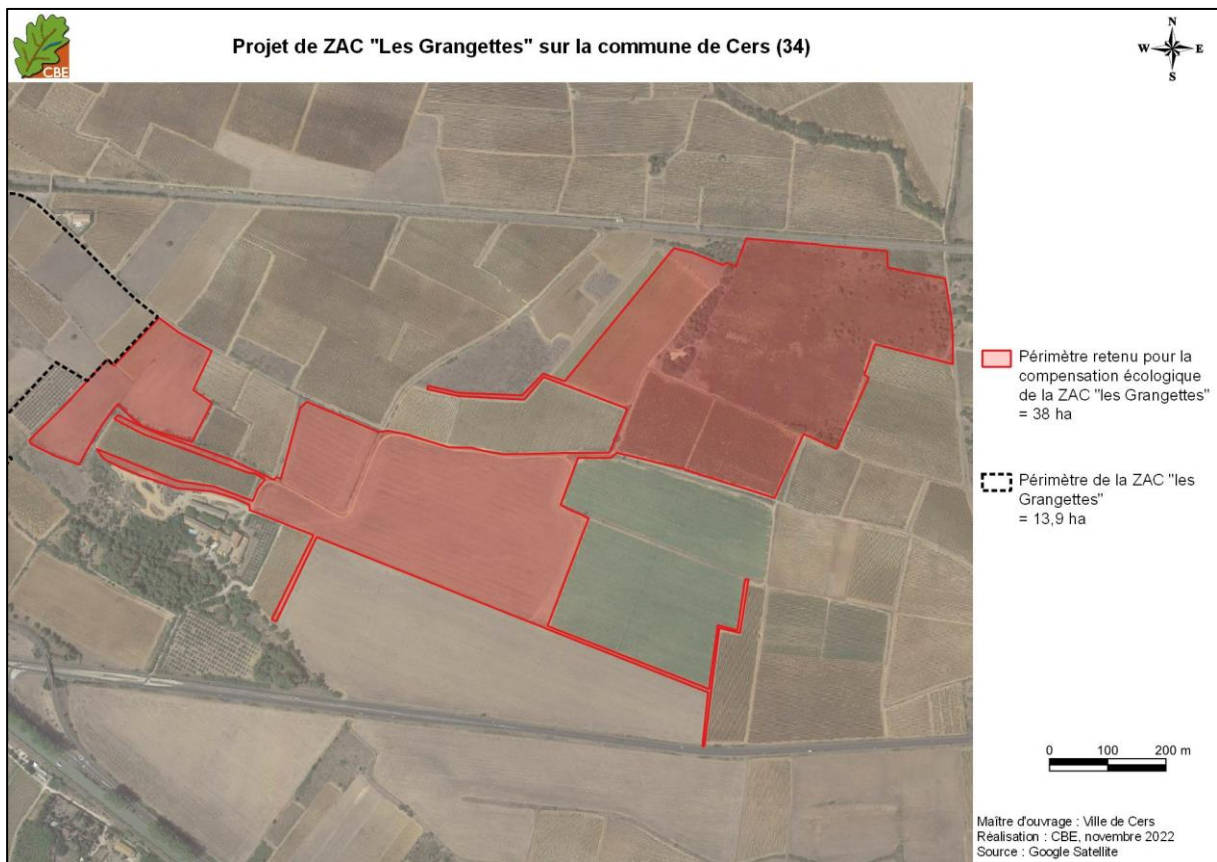 CBE
Projet de ZAC "Les Grangettes" sur la commune de Cers (34)
N
W E
S
Périmètre retenu pour la
compensation écologique
de la ZAC "les Grangettes"
= 38 ha
Périmètre de la ZAC "les
Grangettes"
= 13,9 ha
0 100 200 m
Maître d'ouvrage : Ville de Cers
Réalisation : CBE, novembre 2022
Source : Google Satellite